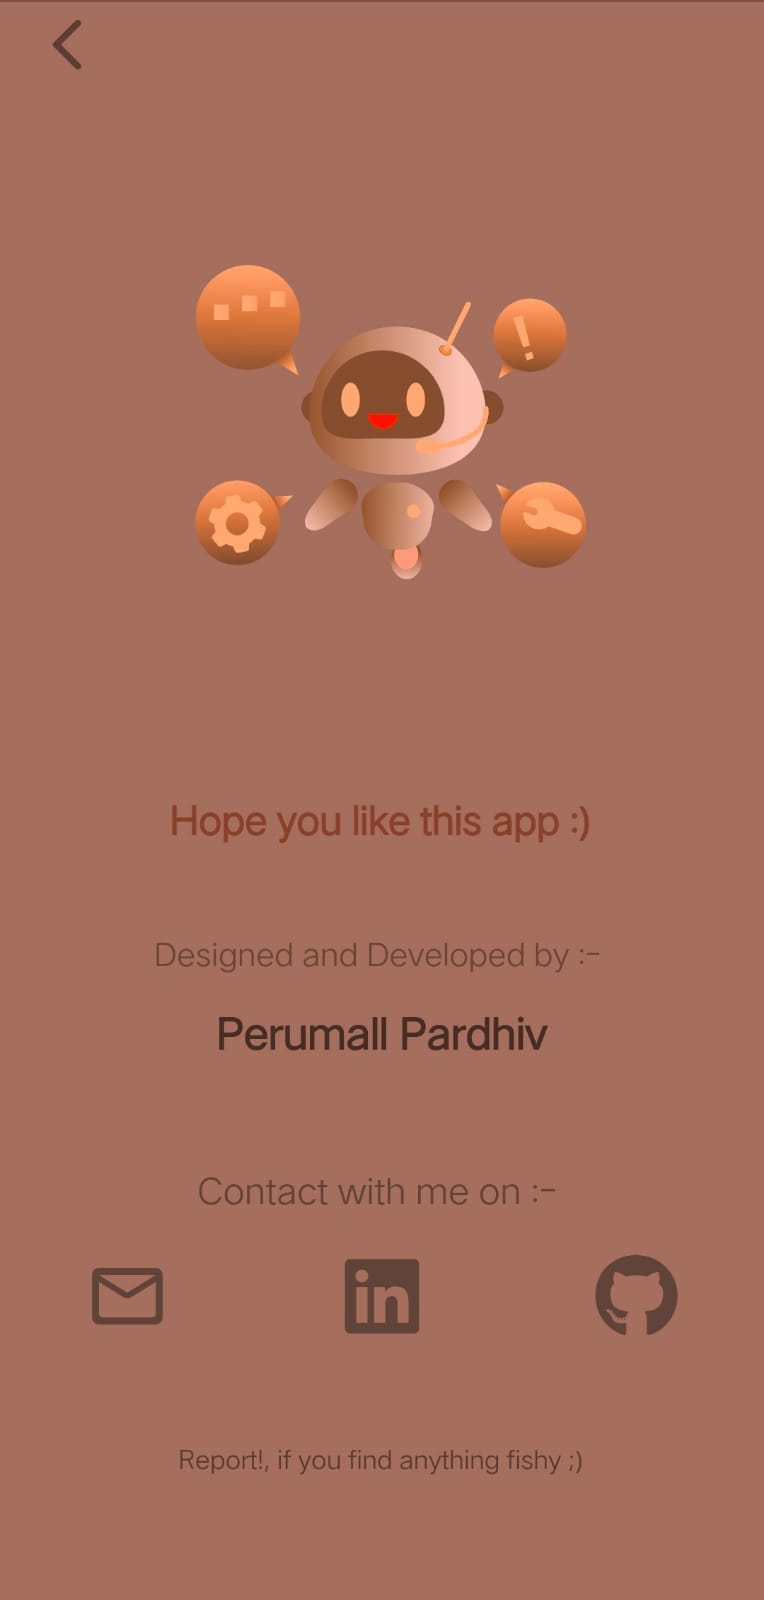 Hope you like this app :)
Designed and Developed by :-
Perumall Pardhiv
Contact with me on :-
in
Report!, if you find anything fishy ;)